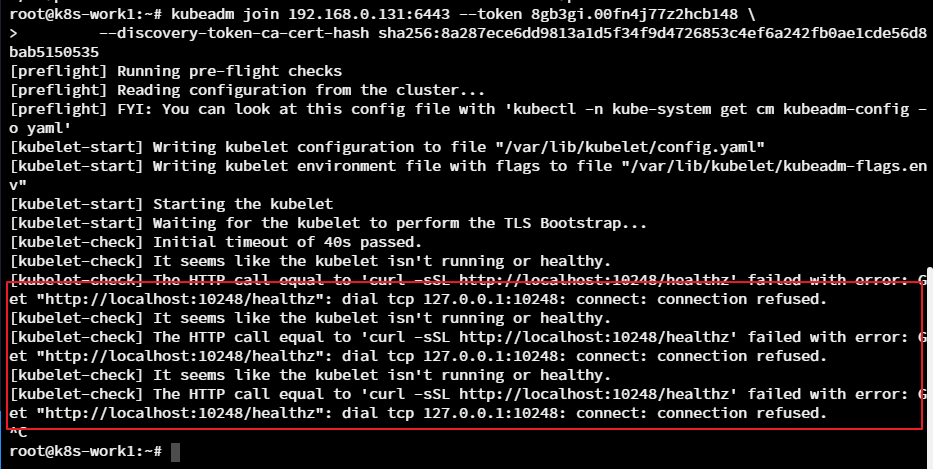 root@k8s-work1:~# kubeadm join 192.168.0.131:6443 --token 8gb3gi.00fn4j77z2hcb148 \
>         --discovery-token-ca-cert-hash sha256:8a287ece6dd9813a1d5f34f9d4726853c4ef6a242fb0ae1cde56d8
bab5150535
[preflight] Running pre-flight checks
[preflight] Reading configuration from the cluster...
[preflight] FYI: You can look at this config file with 'kubectl -n kube-system get cm kubeadm-config -
o yaml'
[kubelet-start] Writing kubelet configuration to file "/var/lib/kubelet/config.yaml"
[kubelet-start] Writing kubelet environment file with flags to file "/var/lib/kubelet/kubeadm-flags.en
v"
[kubelet-start] Starting the kubelet
[kubelet-start] Waiting for the kubelet to perform the TLS Bootstrap...
[kubelet-check] Initial timeout of 40s passed.
[kubelet-check] It seems like the kubelet isn't running or healthy.
[kubelet-check] The HTTP call equal to 'curl -sSL http://localhost:10248/healthz' failed with error: G
et "http://localhost:10248/healthz": dial tcp 127.0.0.1:10248: connect: connection refused.
[kubelet-check] It seems like the kubelet isn't running or healthy.
[kubelet-check] The HTTP call equal to 'curl -sSL http://localhost:10248/healthz' failed with error: G
et "http://localhost:10248/healthz": dial tcp 127.0.0.1:10248: connect: connection refused.
[kubelet-check] It seems like the kubelet isn't running or healthy.
[kubelet-check] The HTTP call equal to 'curl -sSL http://localhost:10248/healthz' failed with error: G
et "http://localhost:10248/healthz": dial tcp 127.0.0.1:10248: connect: connection refused.
^C
root@k8s-work1:~#